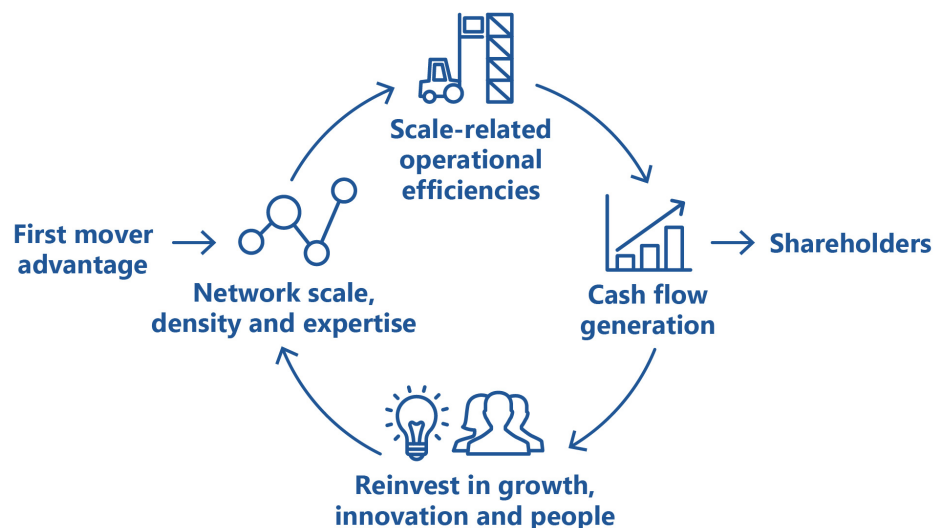 Scale-related
operational
efficiencies
First mover
advantage
Shareholders
Network scale,
density and expertise
Cash flow
generation
Reinvest in growth,
innovation and people